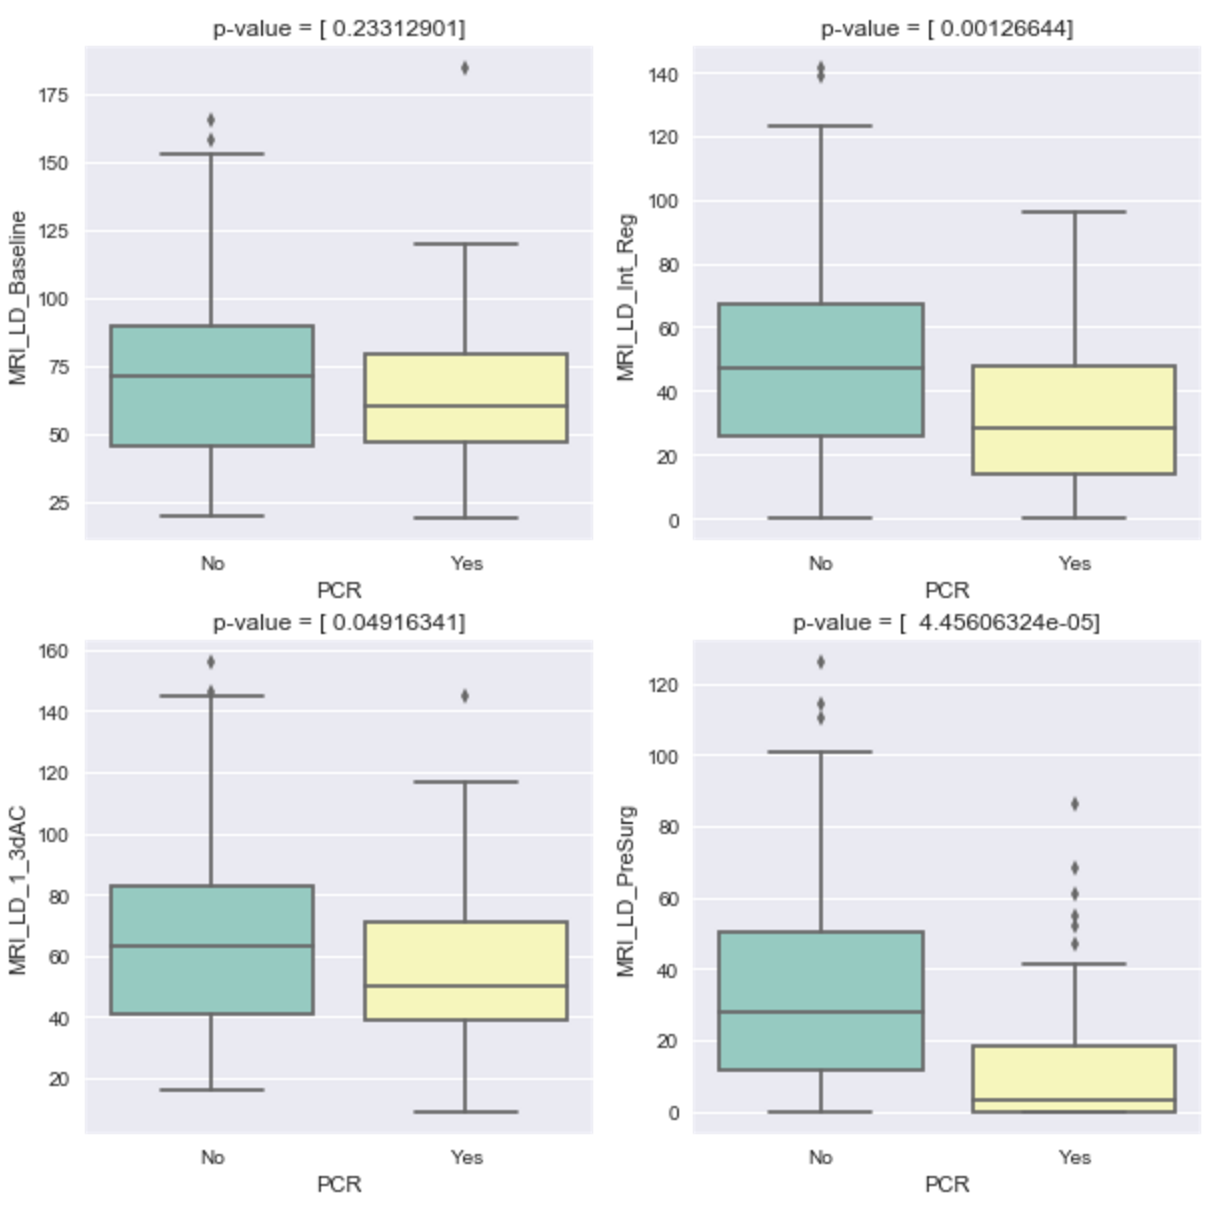 p-value = [ 0.23312901]
MRI_LD_Baseline
175
150
125
100
75
50
25
No Yes
PCR
p-value = [ 0.00126644]
MRI_LD_Int_Reg
140
120
100
80
60
40
20
0
No Yes
PCR
p-value = [ 0.04916341]
MRI_LD_1_3dAC
160
140
120
100
80
60
40
20
No Yes
PCR
p-value = [  4.45606324e-05]
MRI_LD_PreSurg
120
100
80
60
40
20
0
No Yes
PCR